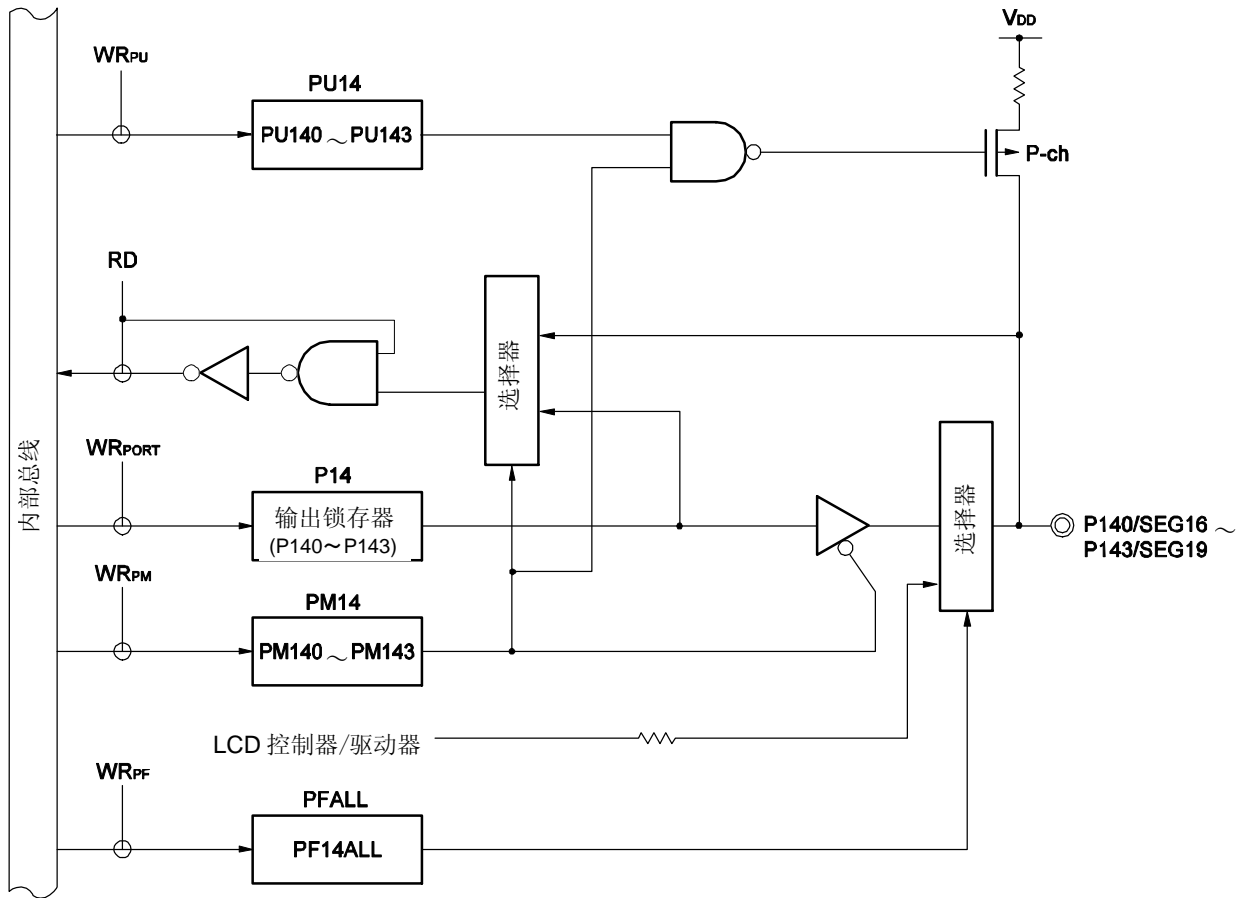 VDD
WRPU
PU14
PU140～PU143
P-ch
RD
选择器
内部总线
WRPORT
P14
输出锁存器
(P140～P143)
选择器
P140/SEG16～
P143/SEG19
WRPM
PM14
PM140～PM143
LCD 控制器/驱动器
WRPF
PFALL
PF14ALL